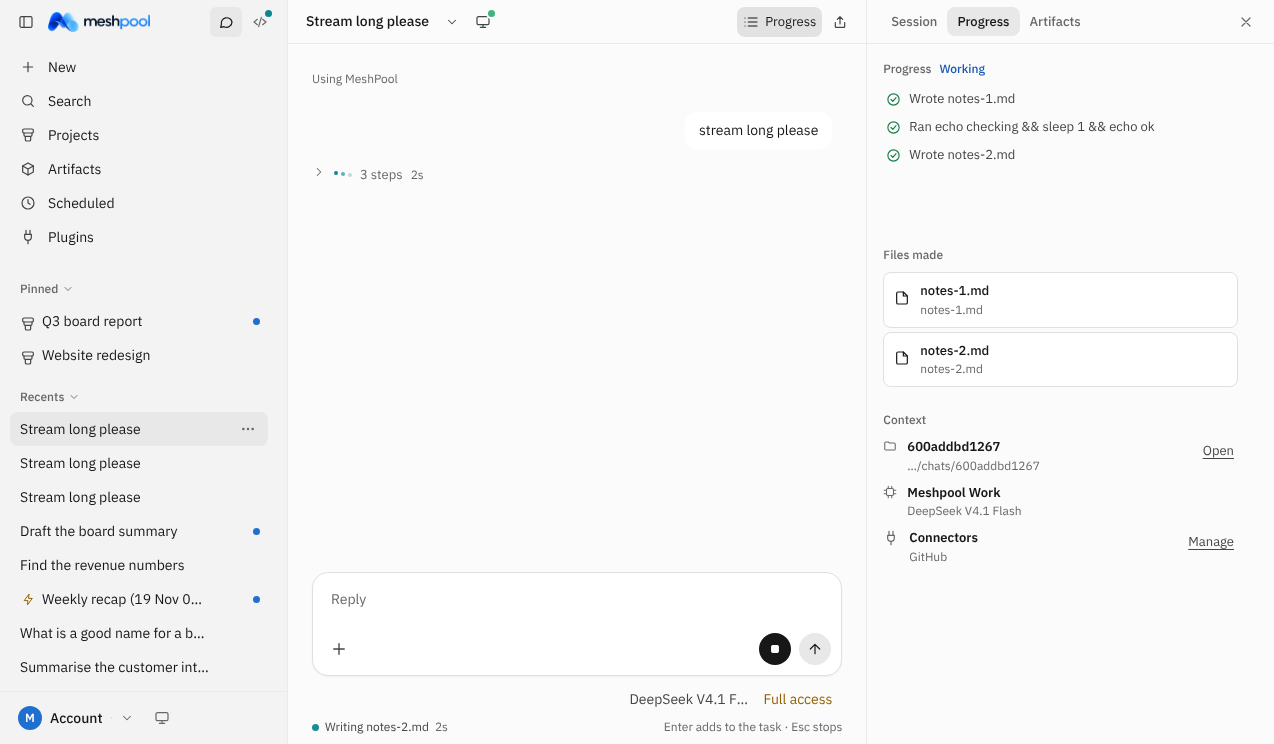 meshpool
New
Search
Projects
Artifacts
Scheduled
Plugins
Pinned
Q3 board report
Website redesign
Recents
Stream long please
Stream long please
Stream long please
Draft the board summary
Find the revenue numbers
Weekly recap (19 Nov 0...
What is a good name for a b...
Summarise the customer int...
M Account
Stream long please
Progress
Using MeshPool
stream long please
3 steps 2s
Reply
DeepSeek V4.1 F... Full access
Writing notes-2.md 2s
Enter adds to the task · Esc stops
Session Progress Artifacts
Progress Working
Wrote notes-1.md
Ran echo checking && sleep 1 && echo ok
Wrote notes-2.md
Files made
notes-1.md
notes-1.md
notes-2.md
notes-2.md
Context
600addbd1267
.../chats/600addbd1267
Open
Meshpool Work
DeepSeek V4.1 Flash
Connectors
GitHub
Manage